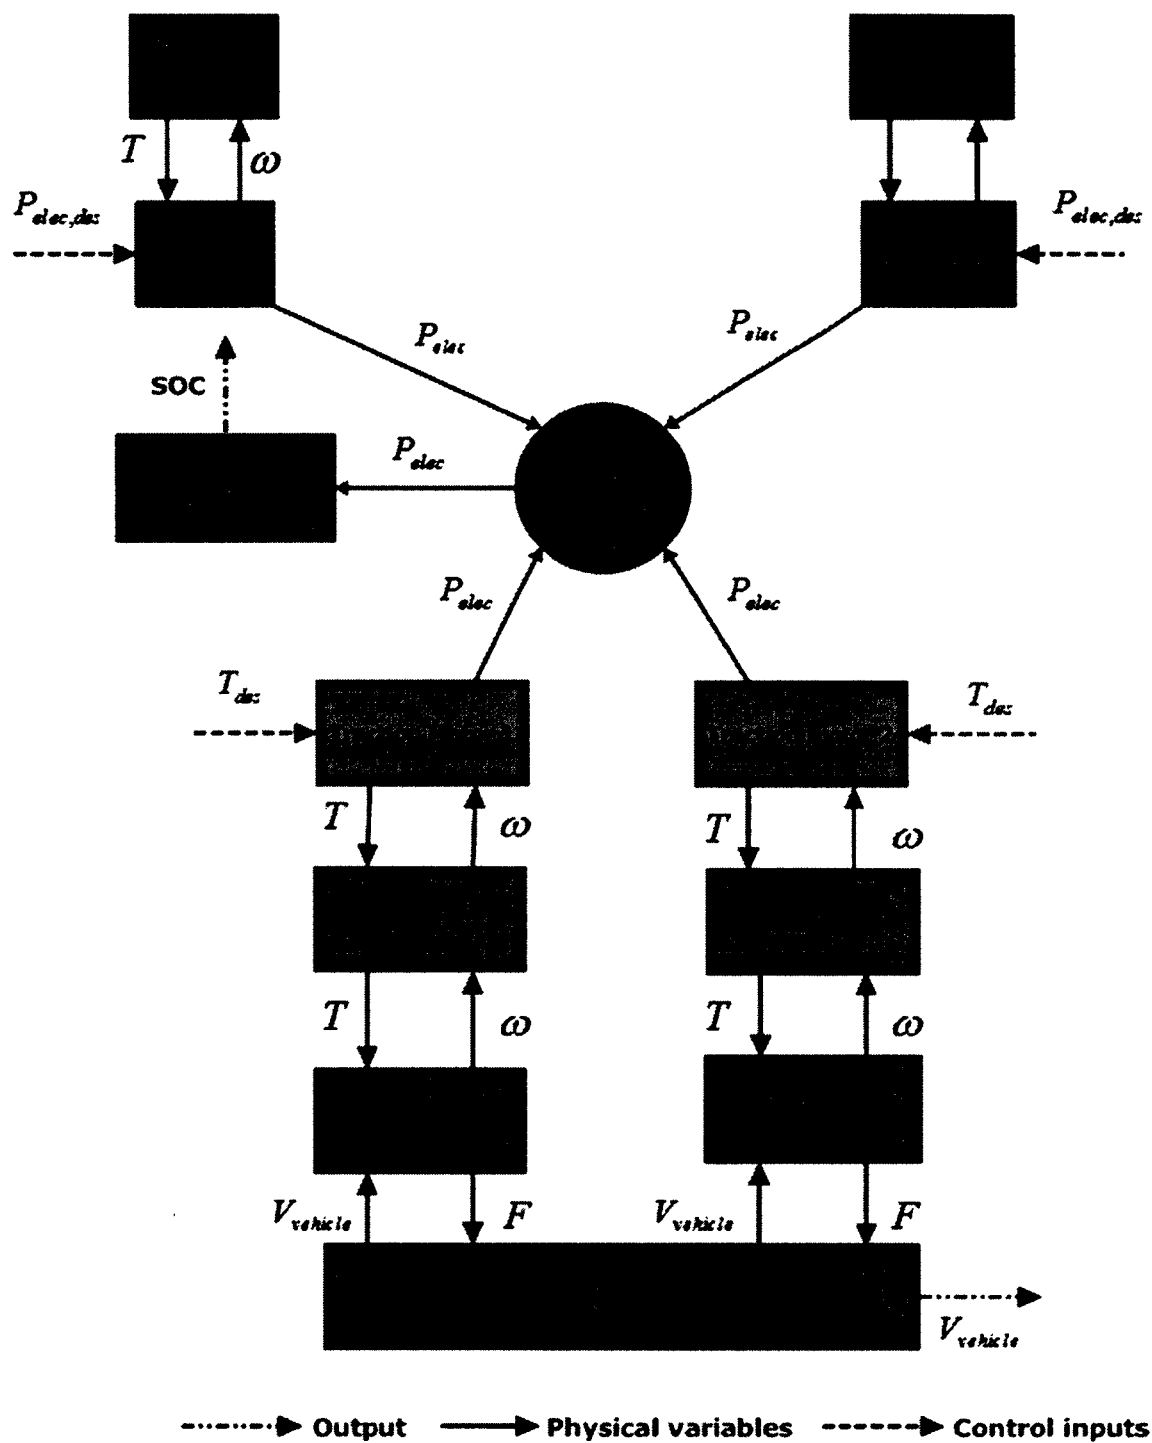 T
ω
P_elec,des
P_elec,des
P_elec
P_elec
SOC
P_elec
P_elec
P_elec
T_des
T_des
T
ω
T
ω
T
ω
T
ω
V_vehicle
F
V_vehicle
F
V_vehicle
Output
Physical variables
Control inputs